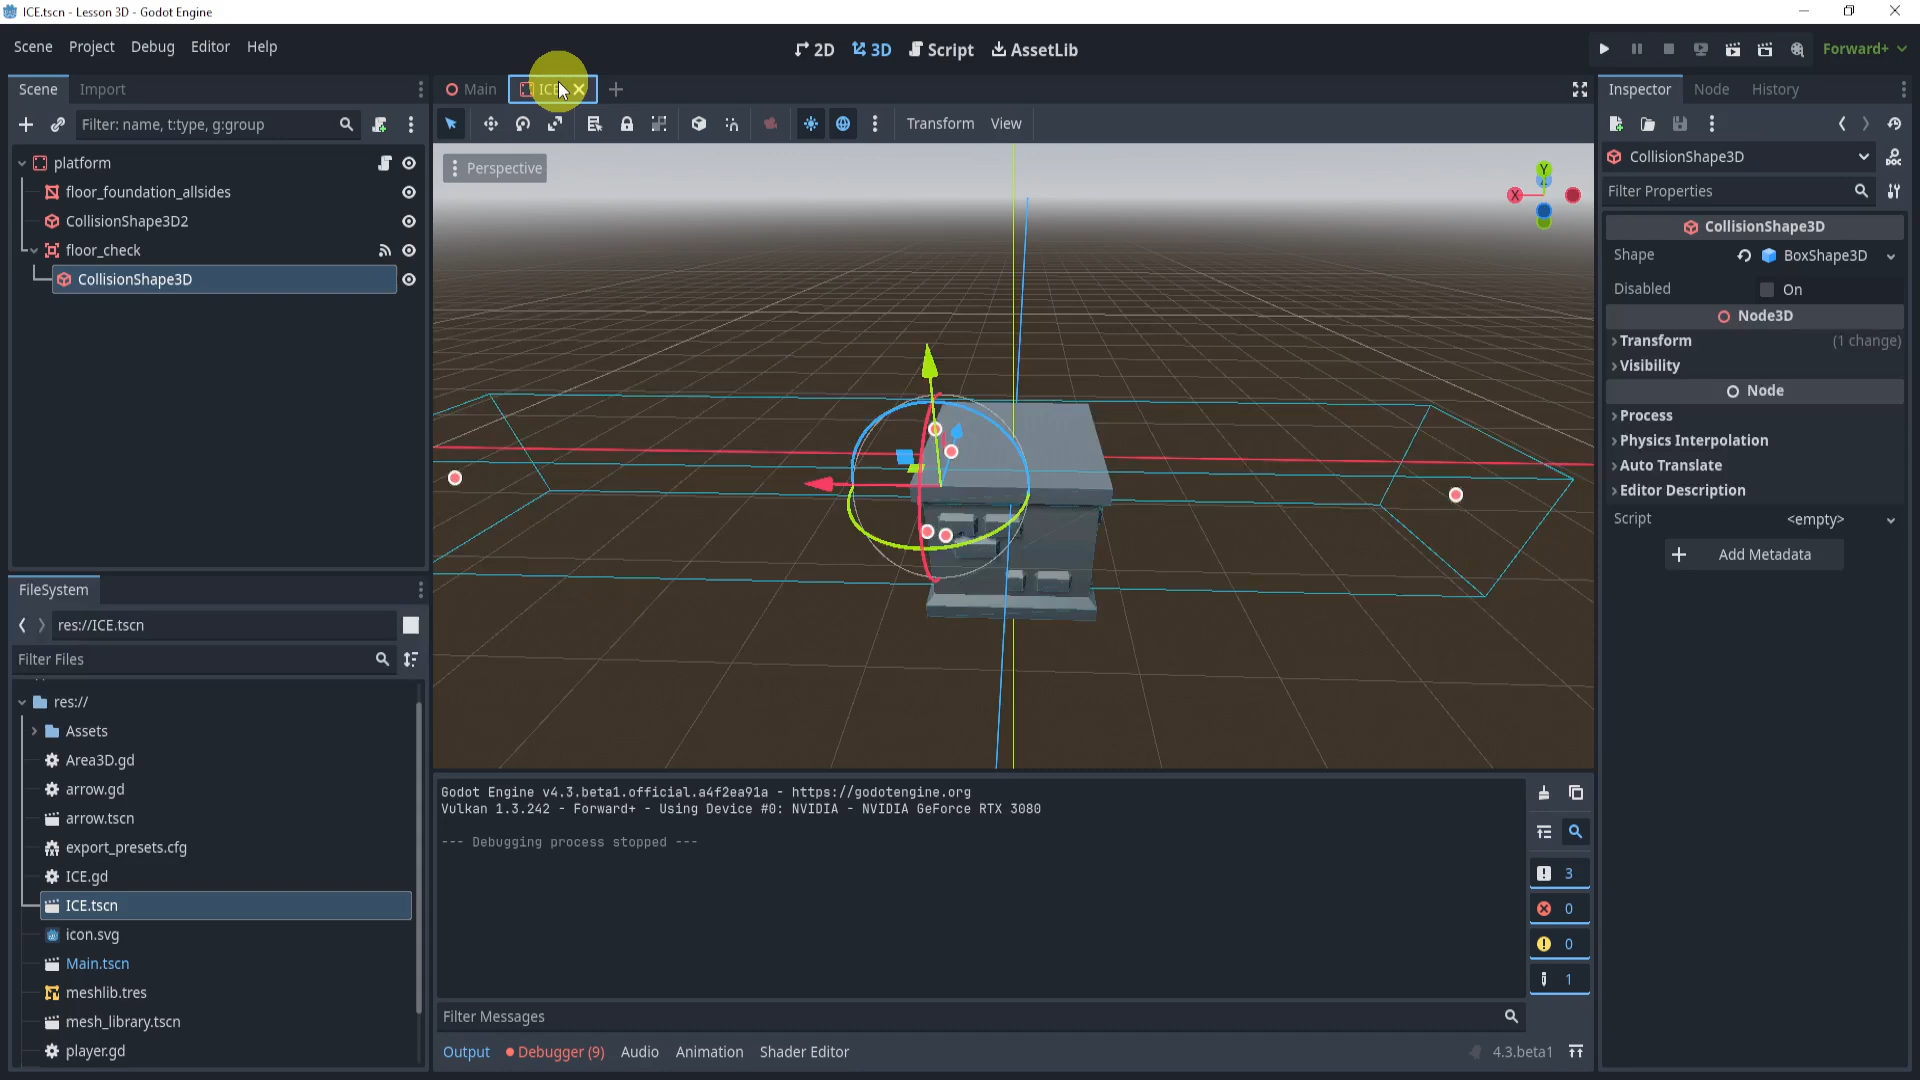 ICE.tscn - Lesson 3D - Godot Engine
Scene Project Debug Editor Help
2D 3D Script AssetLib
Forward+
Scene Import
Filter: name, t:type, g:group
platform
floor_foundation_allsides
CollisionShape3D2
floor_check
CollisionShape3D
FileSystem
res://ICE.tscn
Filter Files
res://
Assets
Area3D.gd
arrow.gd
arrow.tscn
export_presets.cfg
ICE.gd
ICE.tscn
icon.svg
Main.tscn
meshlib.tres
mesh_library.tscn
player.gd
Main ICE
Transform View
Perspective
Y
X
Godot Engine v4.3.beta1.official.a4f2ea91a - https://godotengine.org
Vulkan 1.3.242 - Forward+ - Using Device #0: NVIDIA - NVIDIA GeForce RTX 3080
--- Debugging process stopped ---
3
0
0
1
Filter Messages
Output Debugger (9) Audio Animation Shader Editor
4.3.beta1
Inspector Node History
CollisionShape3D
Filter Properties
CollisionShape3D
Shape BoxShape3D
Disabled On
Node3D
Transform (1 change)
Visibility
Node
Process
Physics Interpolation
Auto Translate
Editor Description
Script <empty>
Add Metadata